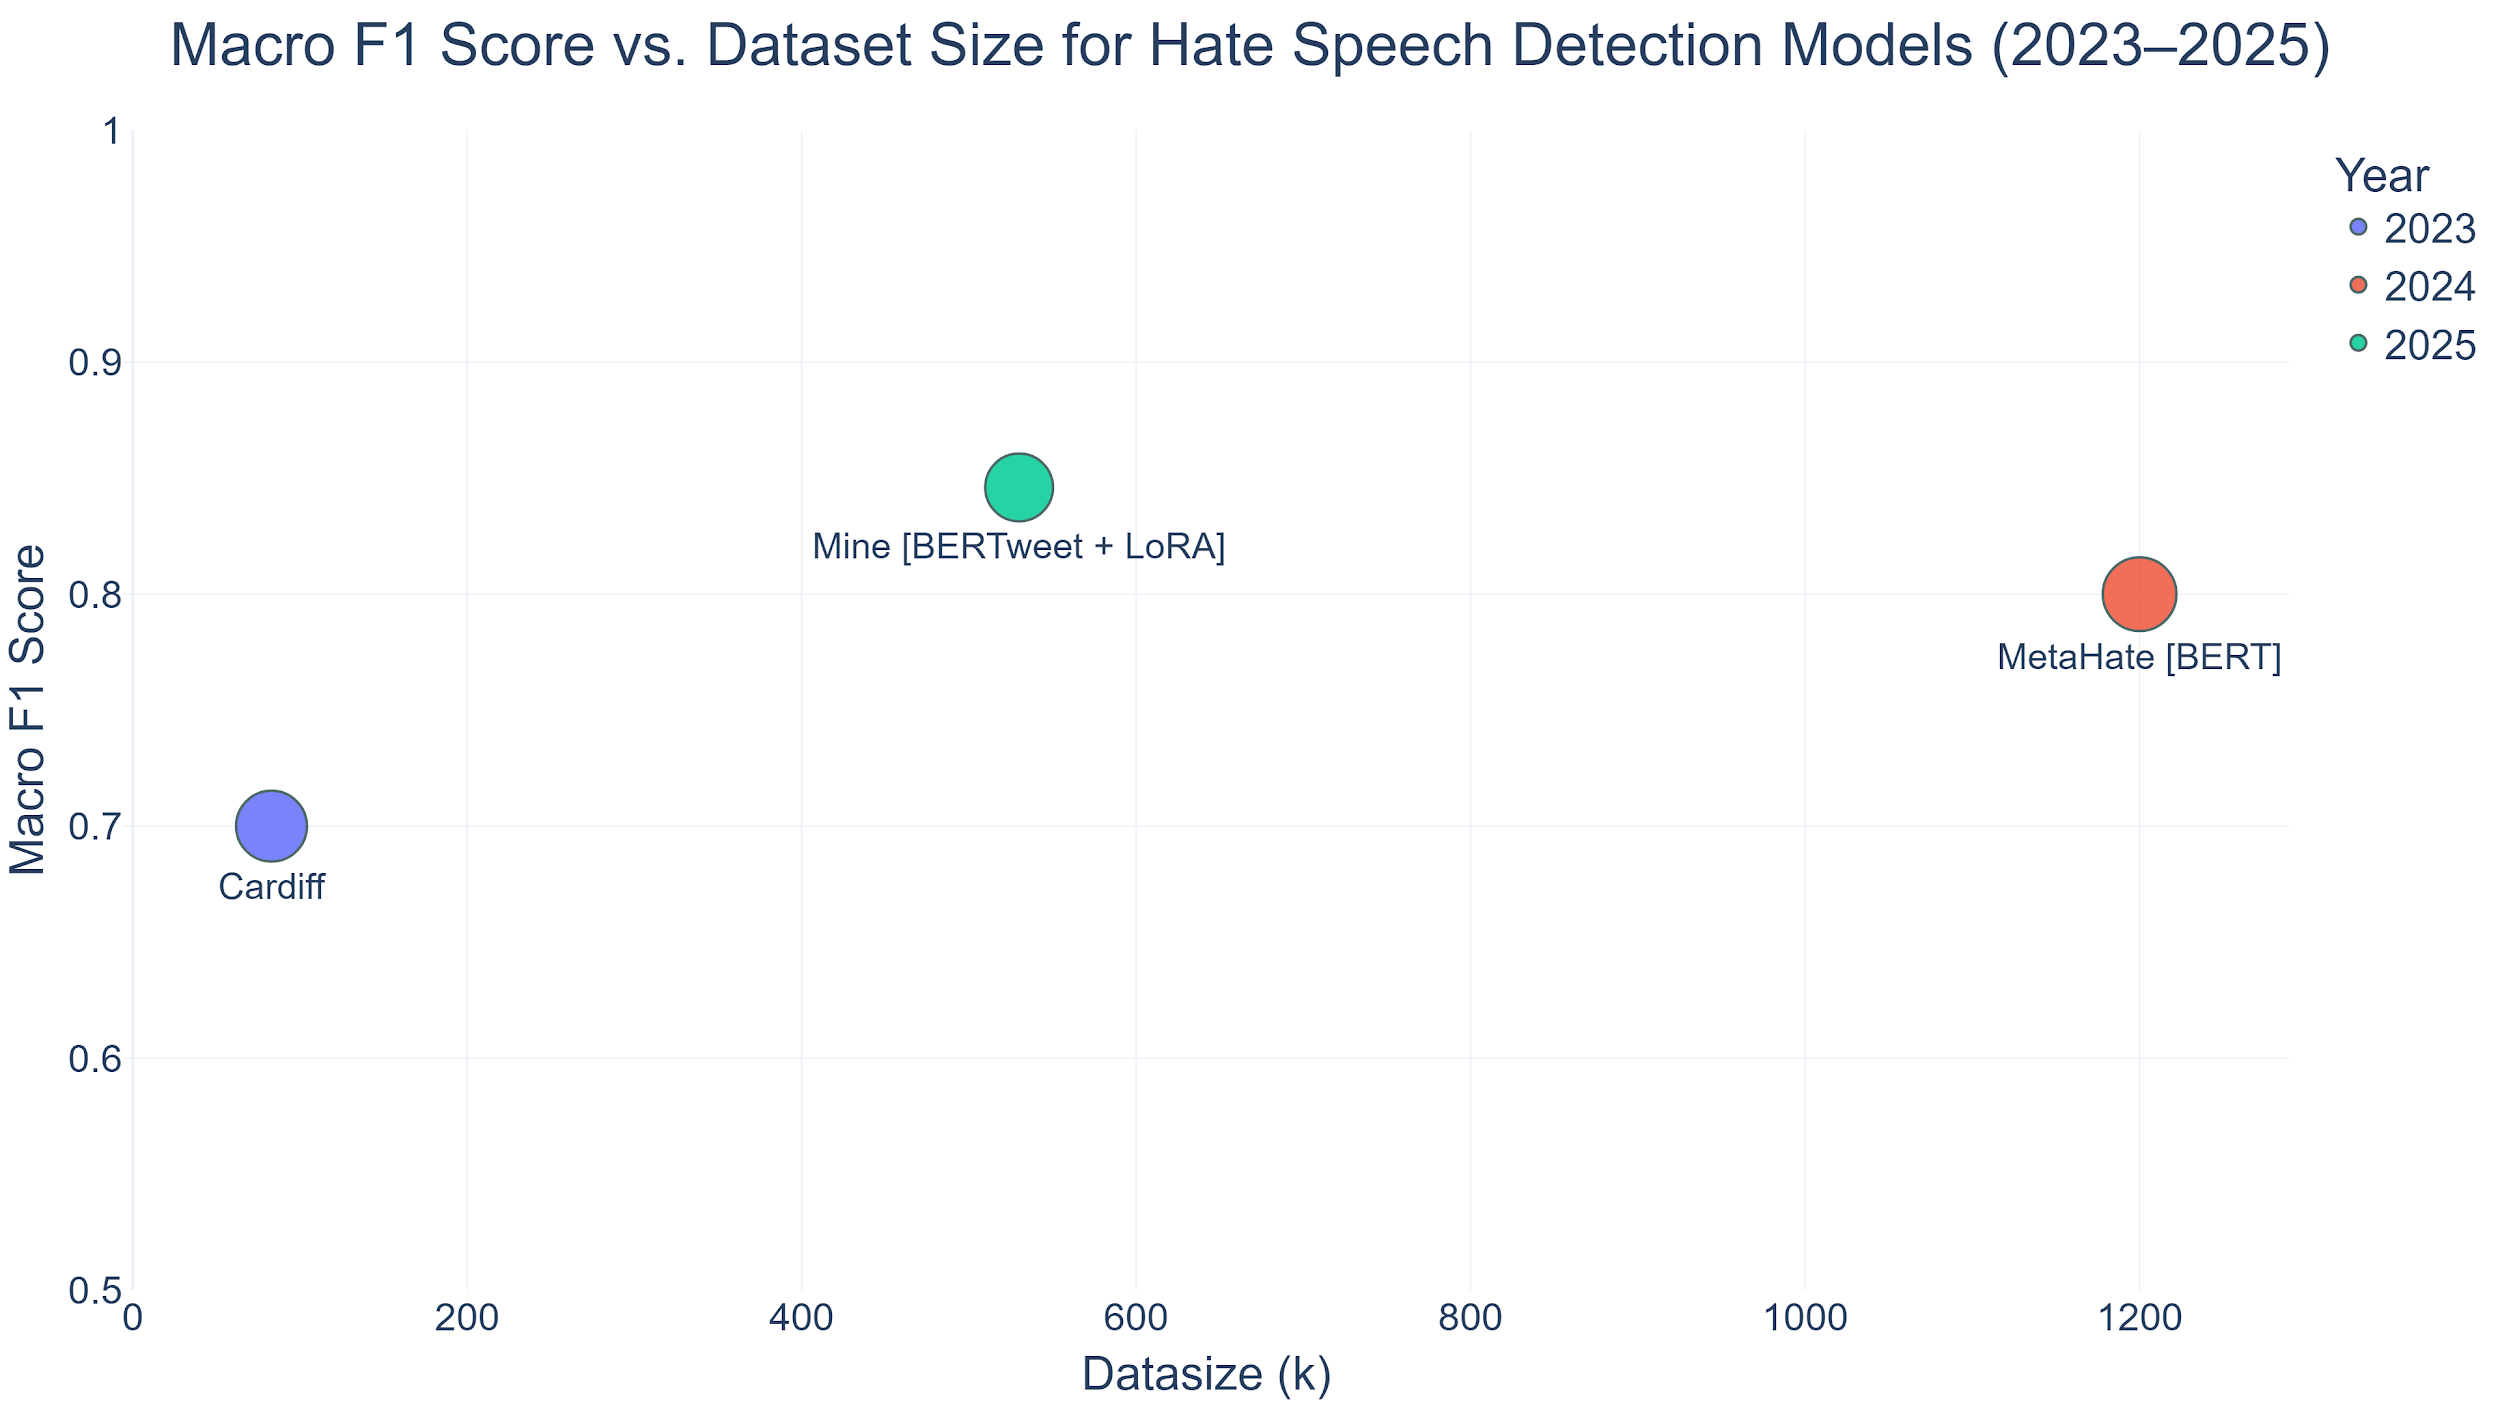 Macro F1 Score vs. Dataset Size for Hate Speech Detection Models (2023–2025)
Year
2023
2024
2025
Macro F1 Score
1
0.9
0.8
0.7
0.6
0.5
Mine [BERTweet + LoRA]
MetaHate [BERT]
Cardiff
0
200
400
600
800
1000
1200
Datasize (k)